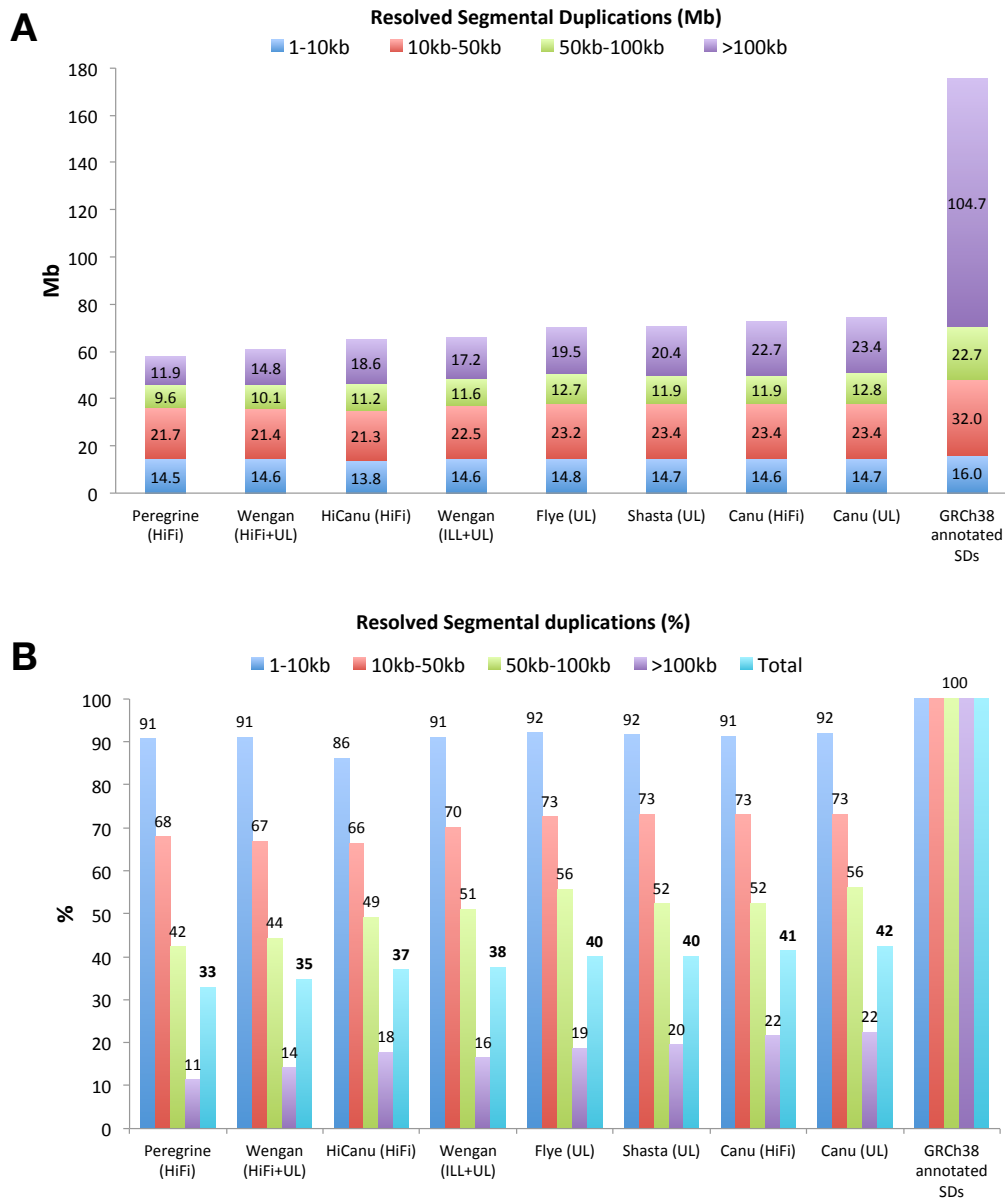 A
Resolved Segmental Duplications (Mb)
1-10kb 10kb-50kb 50kb-100kb >100kb
180
160
140
120
100
80
60
40
20
0
Mb
11.9 14.8 18.6 17.2 19.5 20.4 22.7 23.4 104.7
9.6 10.1 11.2 11.6 12.7 11.9 11.9 12.8 22.7
21.7 21.4 21.3 22.5 23.2 23.4 23.4 23.4 32.0
14.5 14.6 13.8 14.6 14.8 14.7 14.6 14.7 16.0
Peregrine Wengan HiCanu (HiFi) Wengan Flye (UL) Shasta (UL) Canu (HiFi) Canu (UL) GRCh38
(HiFi) (HiFi+UL) (ILL+UL) annotated
SDs
B
Resolved Segmental duplications (%)
1-10kb 10kb-50kb 50kb-100kb >100kb Total
100
90
80
70
60
50
40
30
20
10
0
%
91 68 42 11 33
91 67 44 14 35
86 66 49 18 37
91 70 51 16 38
92 73 56 19 40
92 73 52 20 40
91 73 52 22 41
92 73 56 22 42
100
Peregrine Wengan HiCanu (HiFi) Wengan Flye (UL) Shasta (UL) Canu (HiFi) Canu (UL) GRCh38
(HiFi) (HiFi+UL) (ILL+UL) annotated
SDs